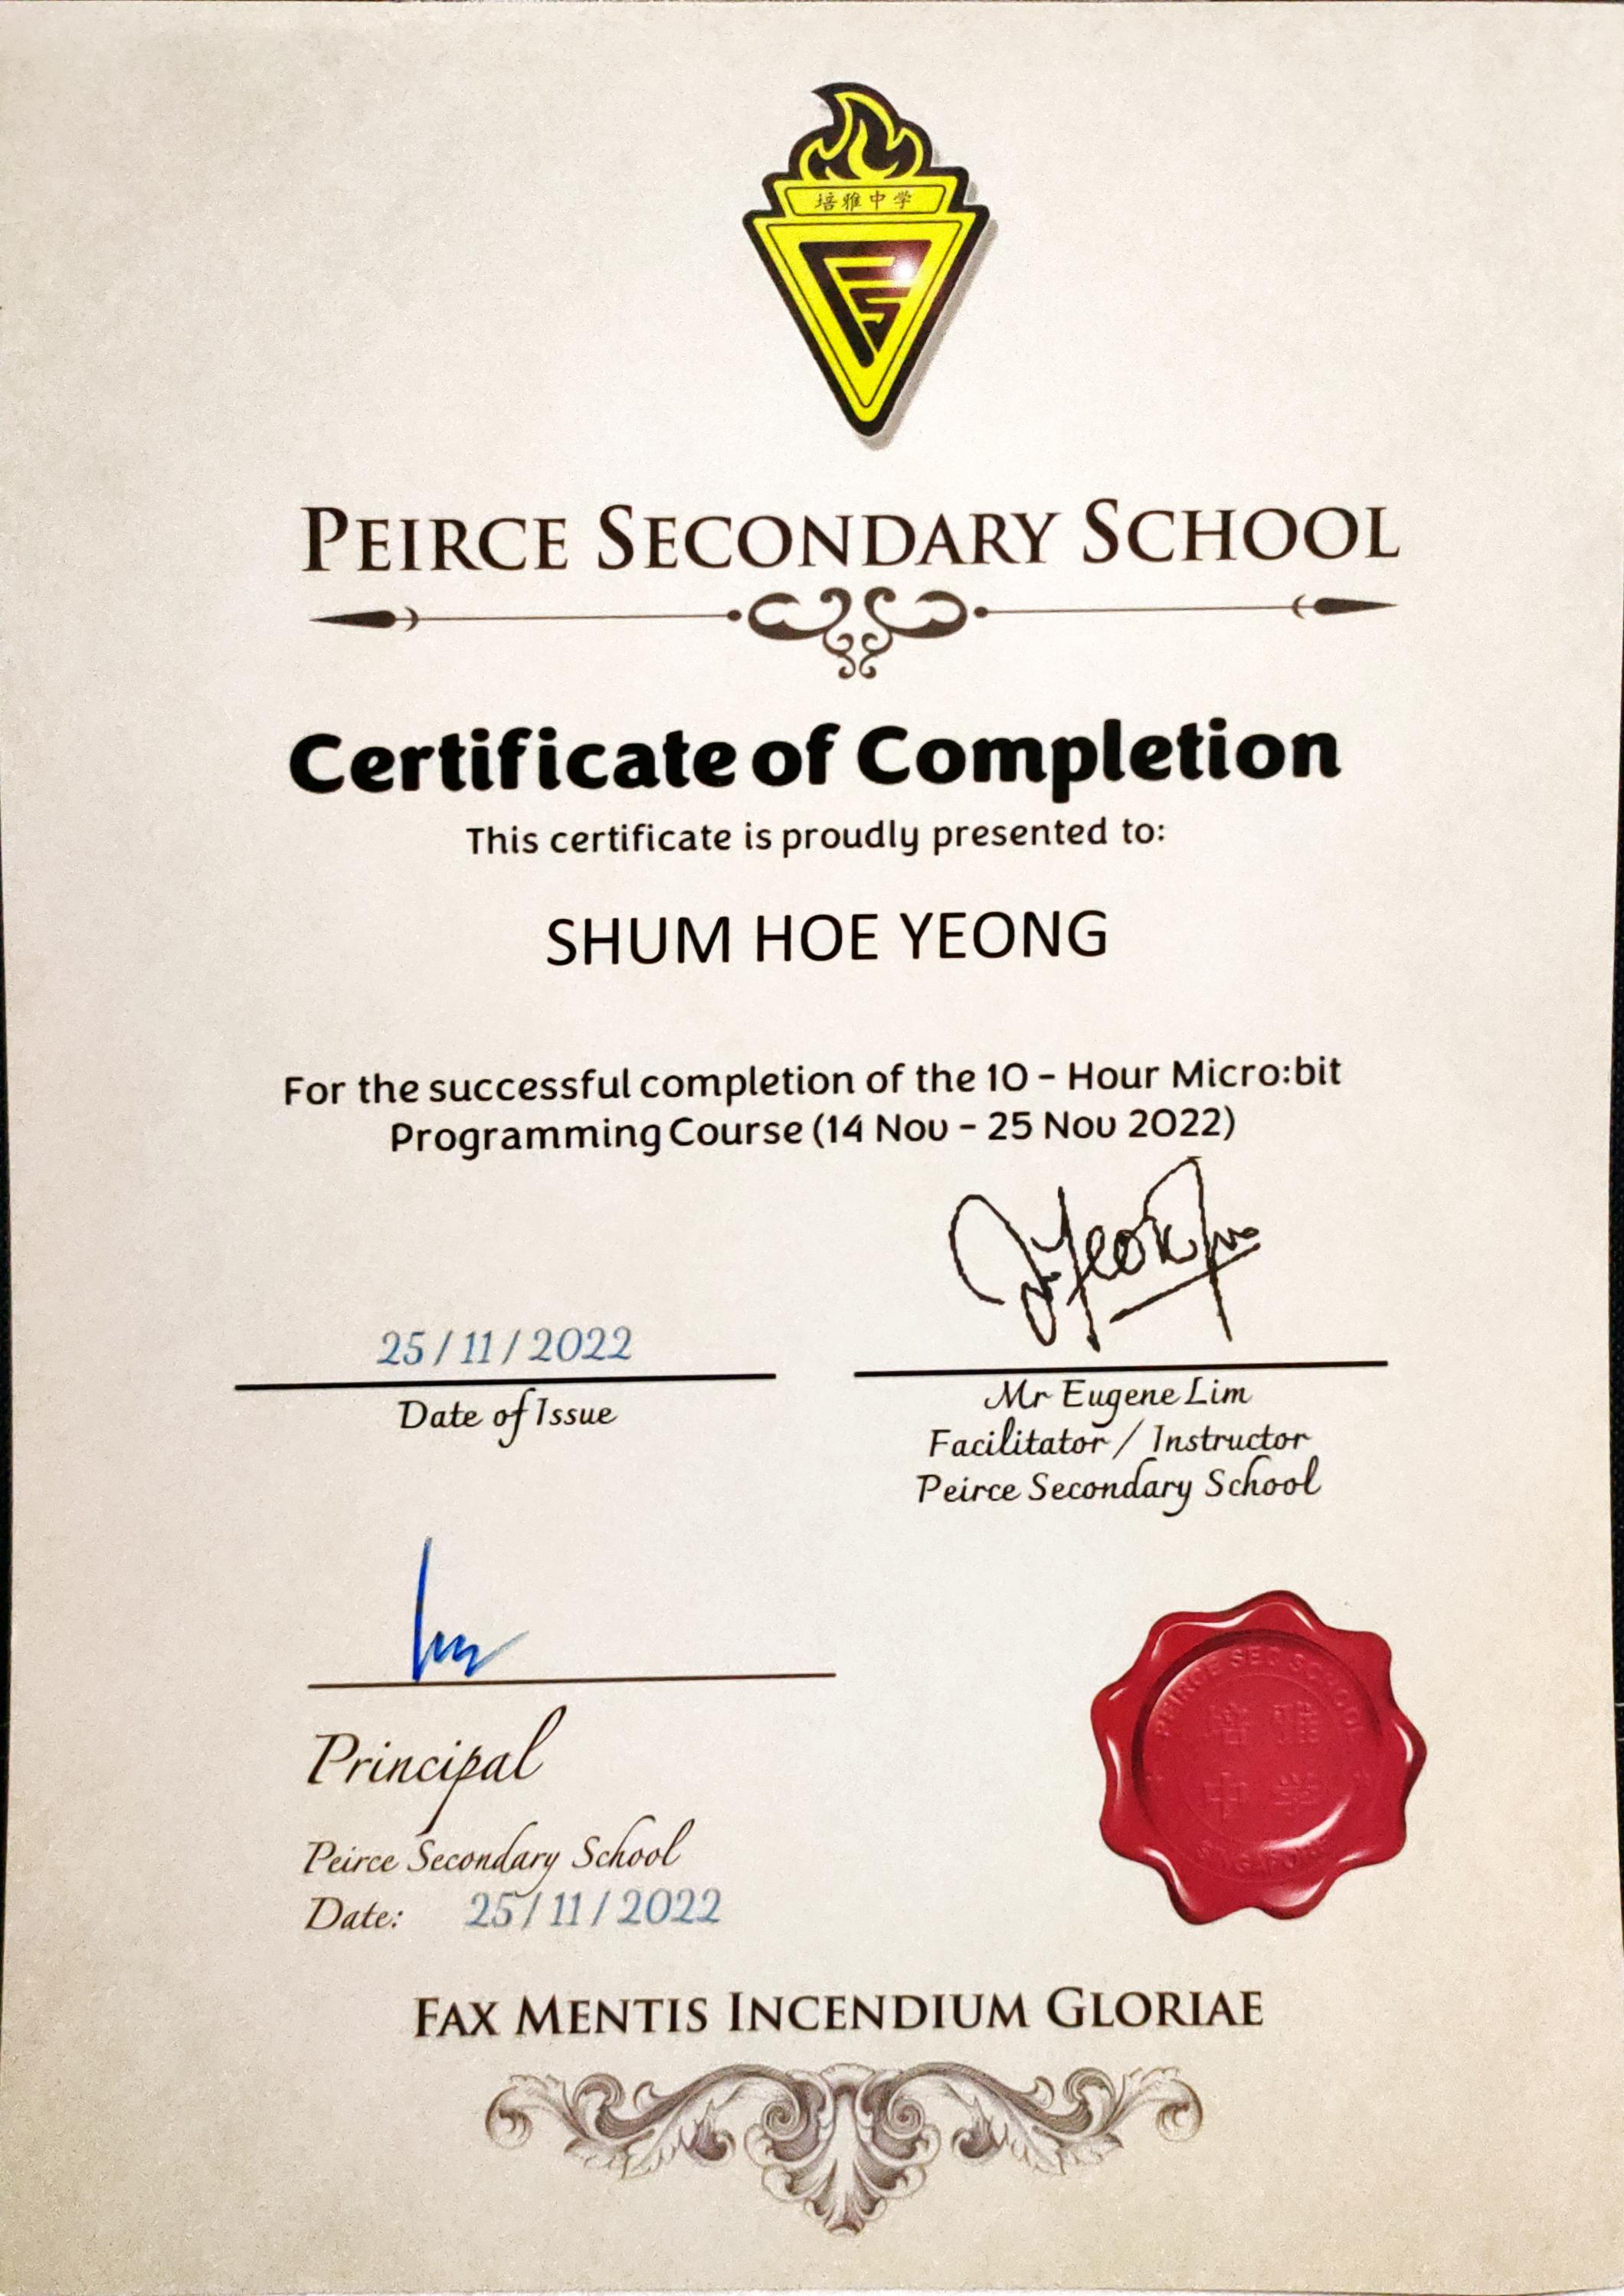 培雅中学
PEIRCE SECONDARY SCHOOL
Certificate of Completion
This certificate is proudly presented to:
SHUM HOE YEONG
For the successful completion of the 10 - Hour Micro:bit
Programming Course (14 Nov - 25 Nov 2022)
25/11/2022
Date of Issue
Mr Eugene Lim
Facilitator / Instructor
Peirce Secondary School
Principal
Peirce Secondary School
Date: 25/11/2022
PEIRCE SEC SCHOOL
培雅
中学
SINGAPORE
FAX MENTIS INCENDIUM GLORIAE